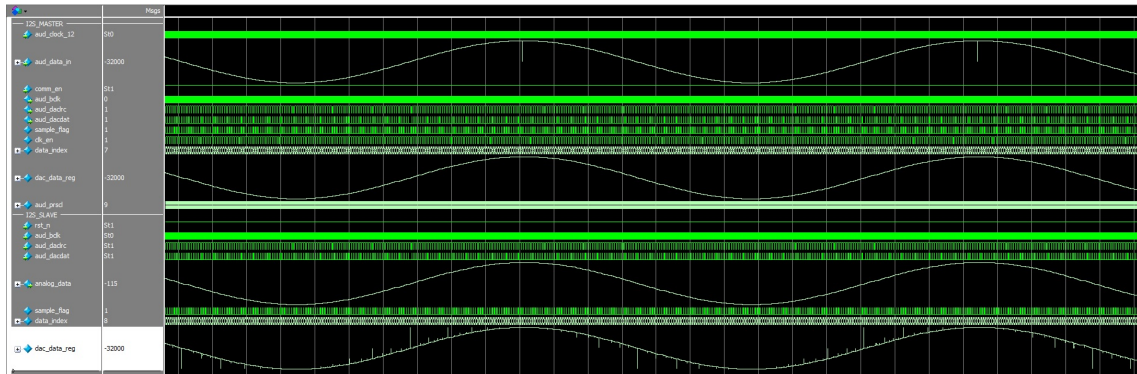 Msgs
I2S_MASTER
aud_clock_12 St0
aud_data_in -32000
comm_en St1
aud_bclk 0
aud_daclrc 1
aud_dacdat 1
sample_flag 1
clk_en 1
data_index 7
dac_data_reg -32000
aud_prscl 9
I2S_SLAVE
rst_n St1
aud_bclk St0
aud_daclrc St1
aud_dacdat St1
analog_data -115
sample_flag 1
data_index 8
dac_data_reg -32000